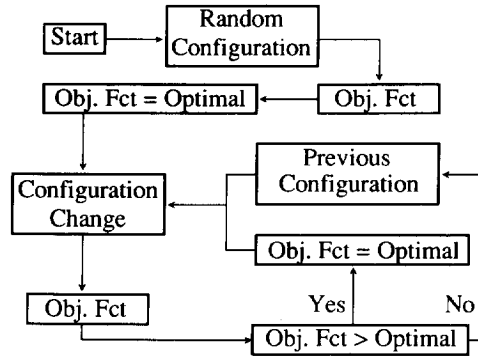 Start
Random
Configuration
Obj. Fct = Optimal
Obj. Fct
Configuration
Change
Previous
Configuration
Obj. Fct = Optimal
Obj. Fct
Yes
No
Obj. Fct > Optimal